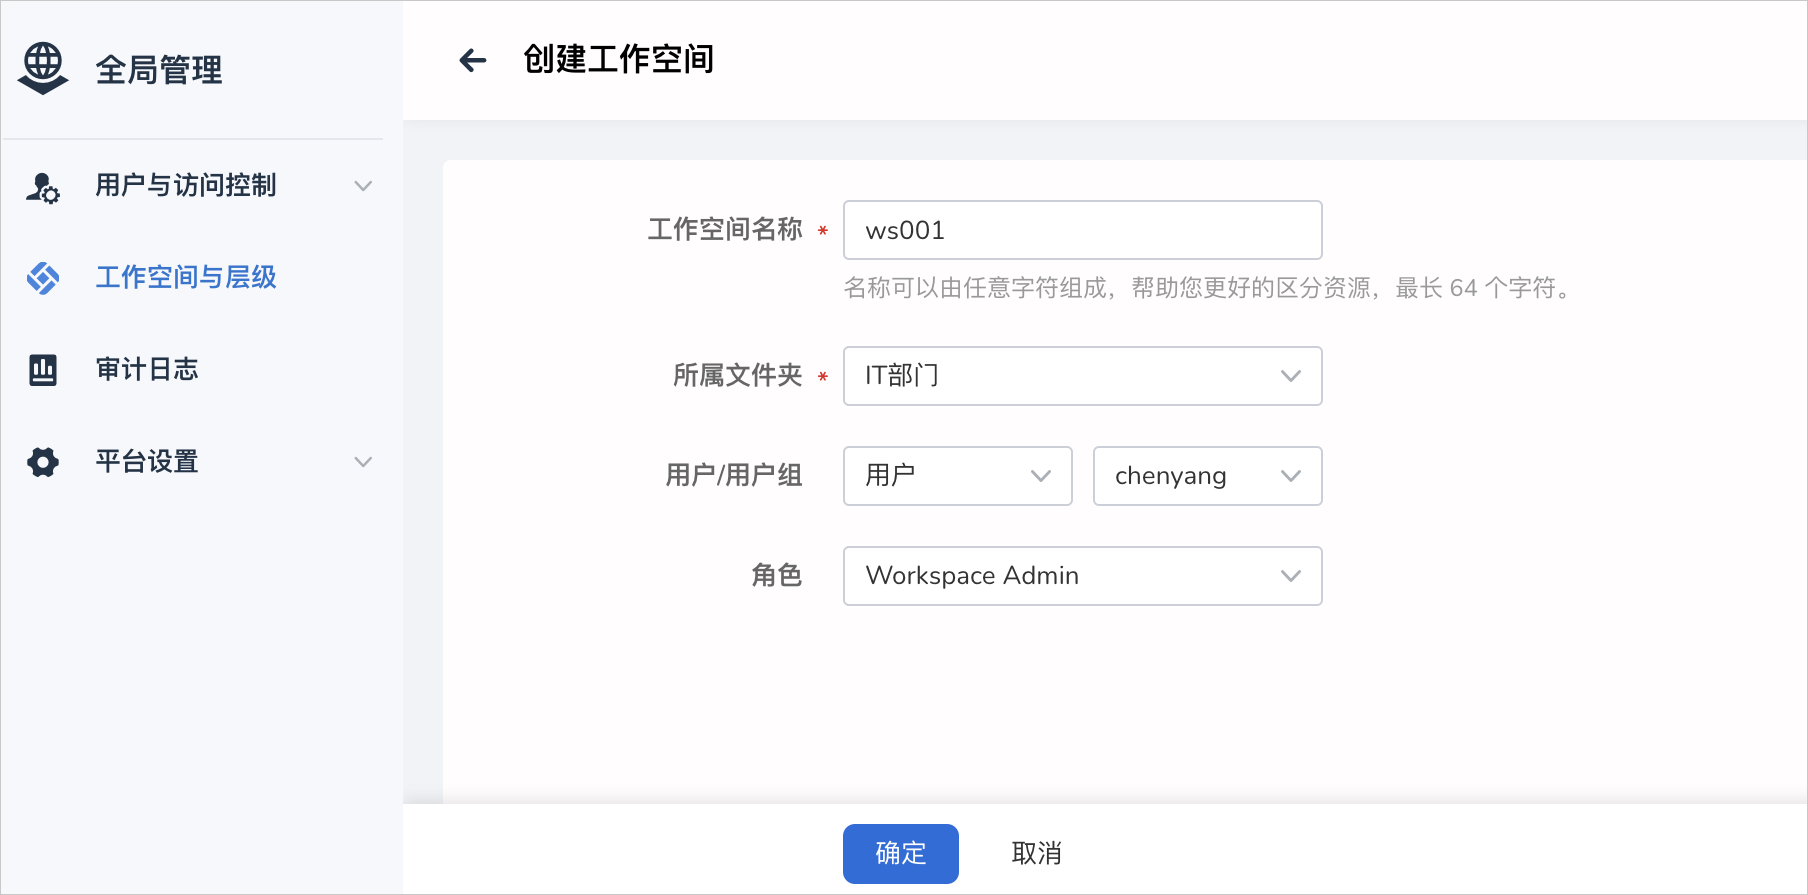 全局管理
用户与访问控制
工作空间与层级
审计日志
平台设置
创建工作空间
工作空间名称 * ws001
名称可以由任意字符组成，帮助您更好的区分资源，最长 64 个字符。
所属文件夹 * IT部门
用户/用户组 用户 chenyang
角色 Workspace Admin
确定 取消